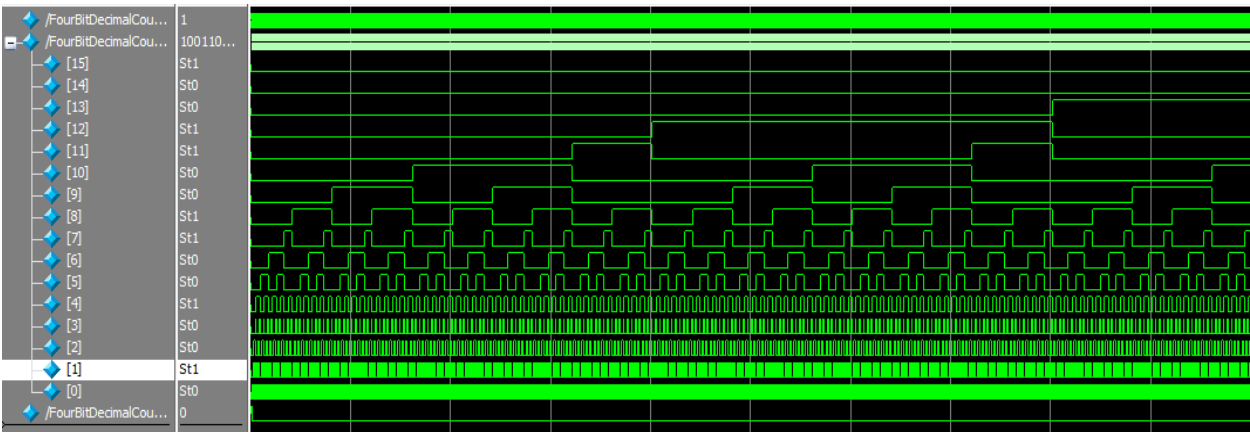 /FourBitDecimalCou... 1
/FourBitDecimalCou... 100110...
[15] St1
[14] St0
[13] St0
[12] St1
[11] St1
[10] St0
[9] St0
[8] St1
[7] St1
[6] St0
[5] St0
[4] St1
[3] St0
[2] St0
[1] St1
[0] St0
/FourBitDecimalCou... 0